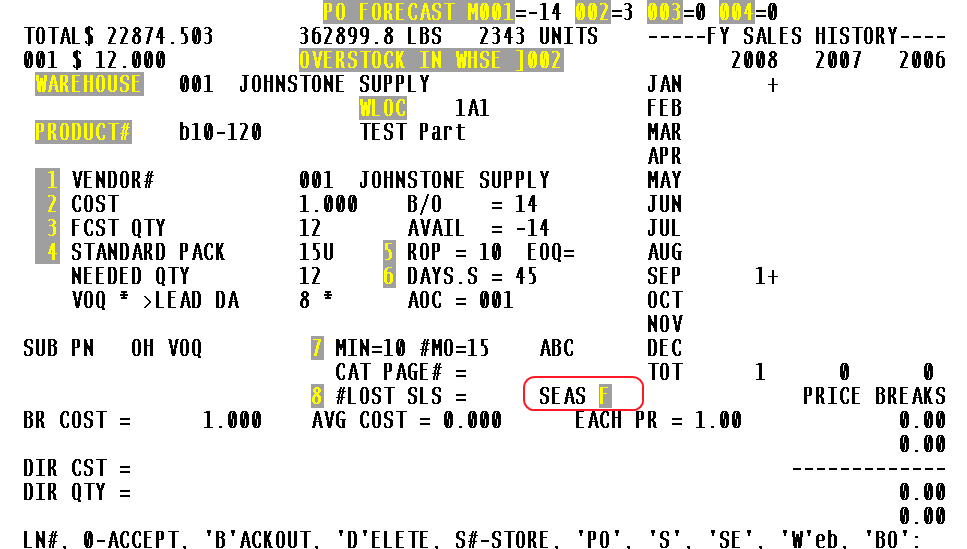 PO FORECAST M001=-14 002=3 003=0 004=0
TOTAL$ 22874.503 362899.8 LBS 2343 UNITS -----FY SALES HISTORY----
001 $ 12.000 OVERSTOCK IN WHSE ]002 2008 2007 2006
WAREHOUSE 001 JOHNSTONE SUPPLY JAN +
WLOC 1A1 FEB
PRODUCT# b10-120 TEST Part MAR
APR
1 VENDOR# 001 JOHNSTONE SUPPLY MAY
2 COST 1.000 B/O = 14 JUN
3 FCST QTY 12 AVAIL = -14 JUL
4 STANDARD PACK 15U 5 ROP = 10 EOQ= AUG
NEEDED QTY 12 6 DAYS.S = 45 SEP 1+
VOQ * >LEAD DA 8 * AOC = 001 OCT
NOV
SUB PN OH VOQ 7 MIN=10 #MO=15 ABC DEC
CAT PAGE# = TOT 1 0 0
8 #LOST SLS = SEAS F PRICE BREAKS
BR COST = 1.000 AVG COST = 0.000 EACH PR = 1.00 0.00
0.00
DIR CST = -------------
DIR QTY = 0.00
0.00
LN#, 0-ACCEPT, 'B'ACKOUT, 'D'ELETE, S#-STORE, 'PO', 'S', 'SE', 'W'eb, 'BO':